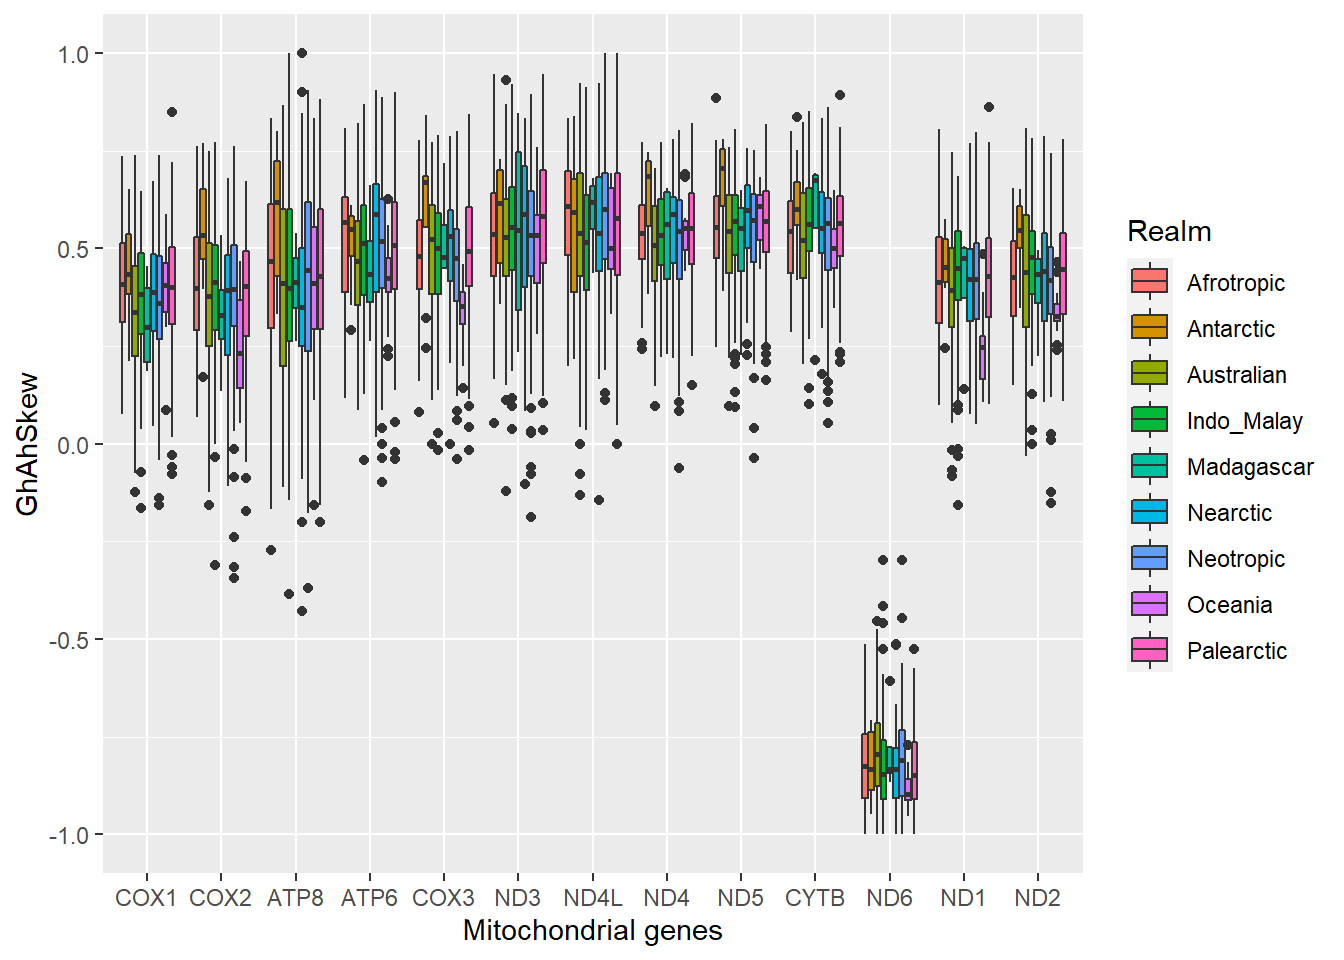 GhAhSkew
1.0
0.5
0.0
-0.5
-1.0
COX1 COX2 ATP8 ATP6 COX3 ND3 ND4L ND4 ND5 CYTB ND6 ND1 ND2
Mitochondrial genes
Realm
Afrotropic
Antarctic
Australian
Indo_Malay
Madagascar
Nearctic
Neotropic
Oceania
Palearctic